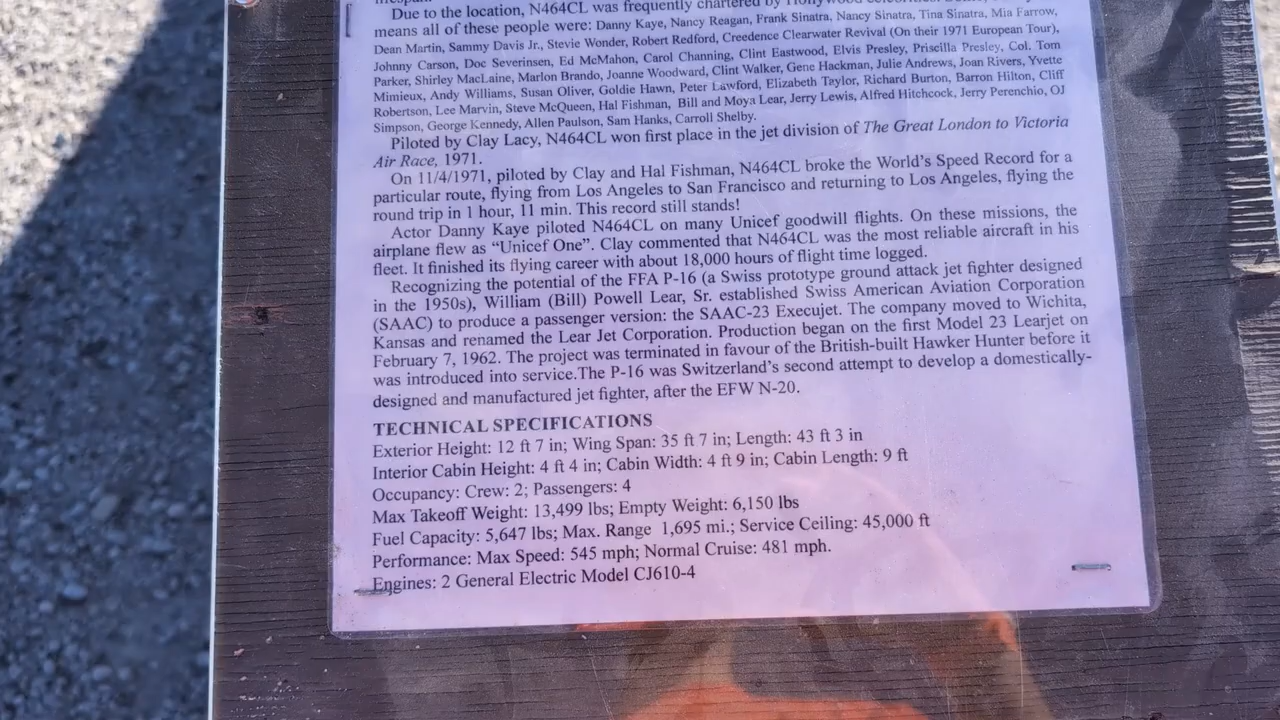 Due to the location, N464CL was frequently chartered by Hollywood
means all of these people were: Danny Kaye, Nancy Reagan, Frank Sinatra, Nancy Sinatra, Tina Sinatra, Mia Farrow,
Dean Martin, Sammy Davis Jr., Stevie Wonder, Robert Redford, Creedence Clearwater Revival (On their 1971 European Tour),
Johnny Carson, Doc Severinsen, Ed McMahon, Carol Channing, Clint Eastwood, Elvis Presley, Priscilla Presley, Col. Tom
Parker, Shirley MacLaine, Marlon Brando, Joanne Woodward, Clint Walker, Gene Hackman, Julie Andrews, Joan Rivers, Yvette
Mimieux, Andy Williams, Susan Oliver, Goldie Hawn, Peter Lawford, Elizabeth Taylor, Richard Burton, Barron Hilton, Cliff
Robertson, Lee Marvin, Steve McQueen, Hal Fishman, Bill and Moya Lear, Jerry Lewis, Alfred Hitchcock, Jerry Perenchio, OJ
Simpson, George Kennedy, Allen Paulson, Sam Hanks, Carroll Shelby.
Piloted by Clay Lacy, N464CL won first place in the jet division of The Great London to Victoria
Air Race, 1971.
On 11/4/1971, piloted by Clay and Hal Fishman, N464CL broke the World's Speed Record for a
particular route, flying from Los Angeles to San Francisco and returning to Los Angeles, flying the
round trip in 1 hour, 11 min. This record still stands!
Actor Danny Kaye piloted N464CL on many Unicef goodwill flights. On these missions, the
airplane flew as "Unicef One". Clay commented that N464CL was the most reliable aircraft in his
fleet. It finished its flying career with about 18,000 hours of flight time logged.
Recognizing the potential of the FFA P-16 (a Swiss prototype ground attack jet fighter designed
in the 1950s), William (Bill) Powell Lear, Sr. established Swiss American Aviation Corporation
(SAAC) to produce a passenger version: the SAAC-23 Execujet. The company moved to Wichita,
Kansas and renamed the Lear Jet Corporation. Production began on the first Model 23 Learjet on
February 7, 1962. The project was terminated in favour of the British-built Hawker Hunter before it
was introduced into service.The P-16 was Switzerland's second attempt to develop a domestically-
designed and manufactured jet fighter, after the EFW N-20.
TECHNICAL SPECIFICATIONS
Exterior Height: 12 ft 7 in; Wing Span: 35 ft 7 in; Length: 43 ft 3 in
Interior Cabin Height: 4 ft 4 in; Cabin Width: 4 ft 9 in; Cabin Length: 9 ft
Occupancy: Crew: 2; Passengers: 4
Max Takeoff Weight: 13,499 lbs; Empty Weight: 6,150 lbs
Fuel Capacity: 5,647 lbs; Max. Range 1,695 mi.; Service Ceiling: 45,000 ft
Performance: Max Speed: 545 mph; Normal Cruise: 481 mph.
Engines: 2 General Electric Model CJ610-4